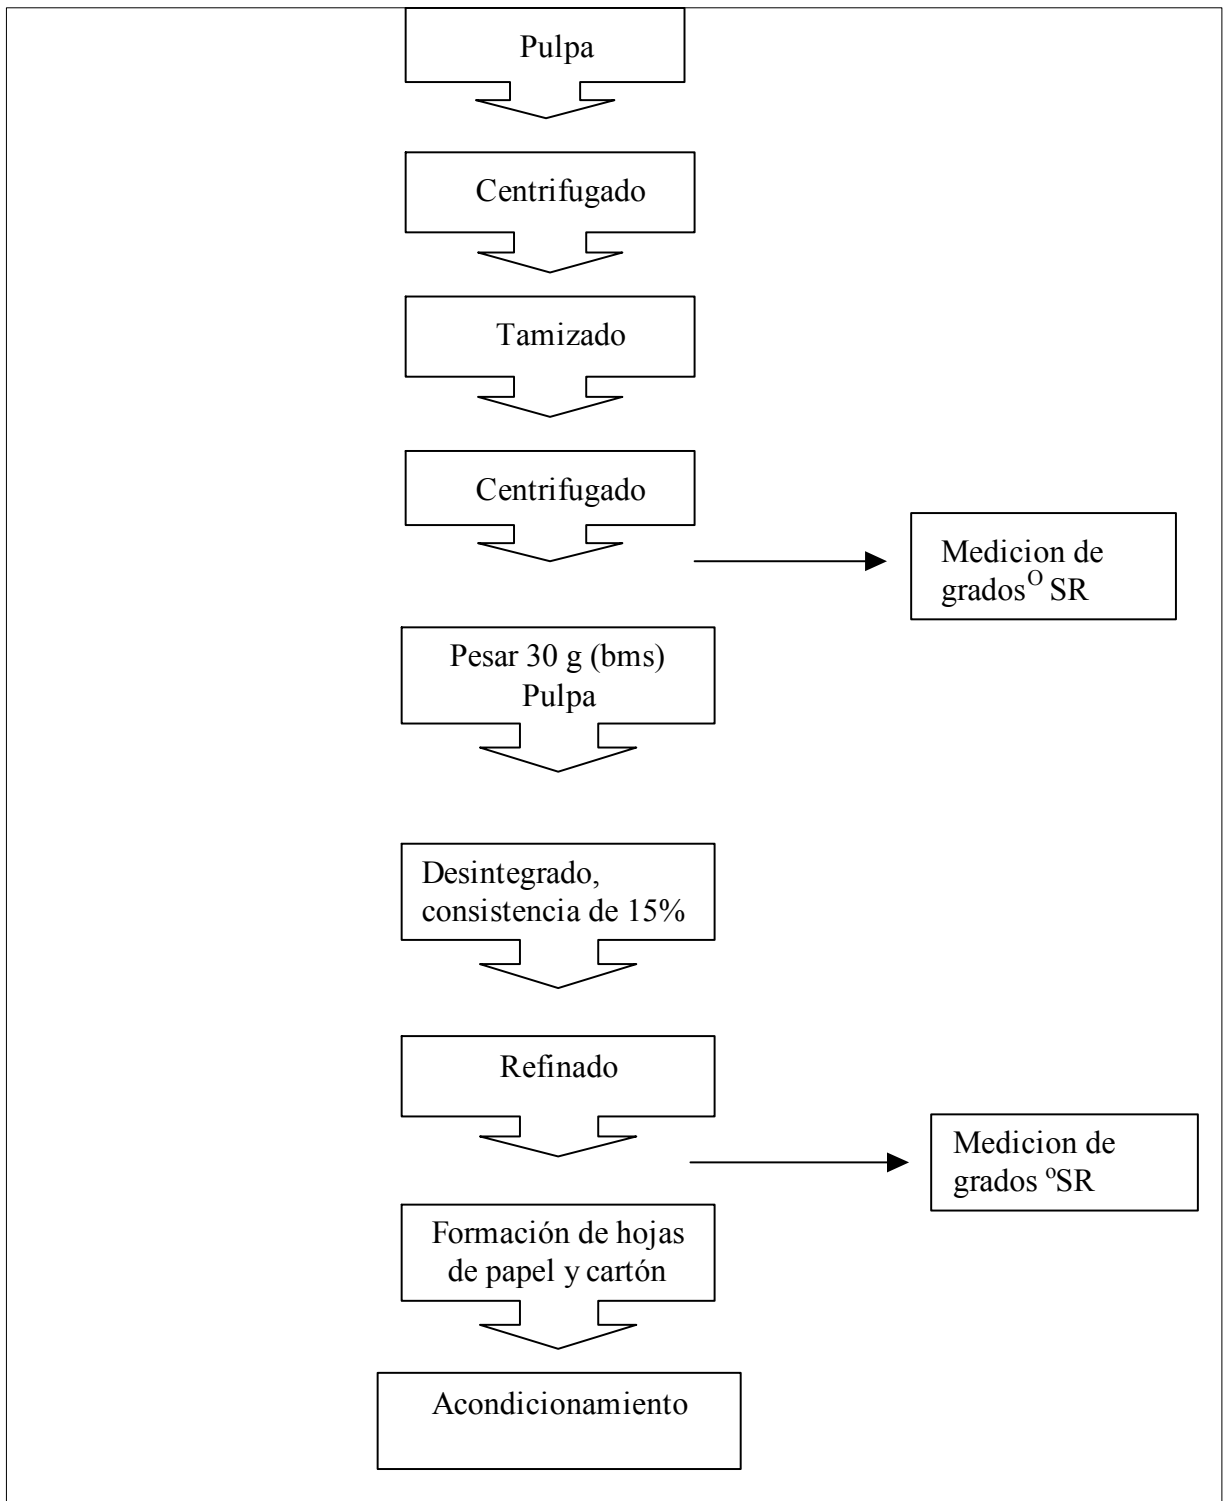 Pulpa
Centrifugado
Tamizado
Centrifugado
Medicion de
grados^O SR
Pesar 30 g (bms)
Pulpa
Desintegrado,
consistencia de 15%
Refinado
Medicion de
grados ºSR
Formación de hojas
de papel y cartón
Acondicionamiento